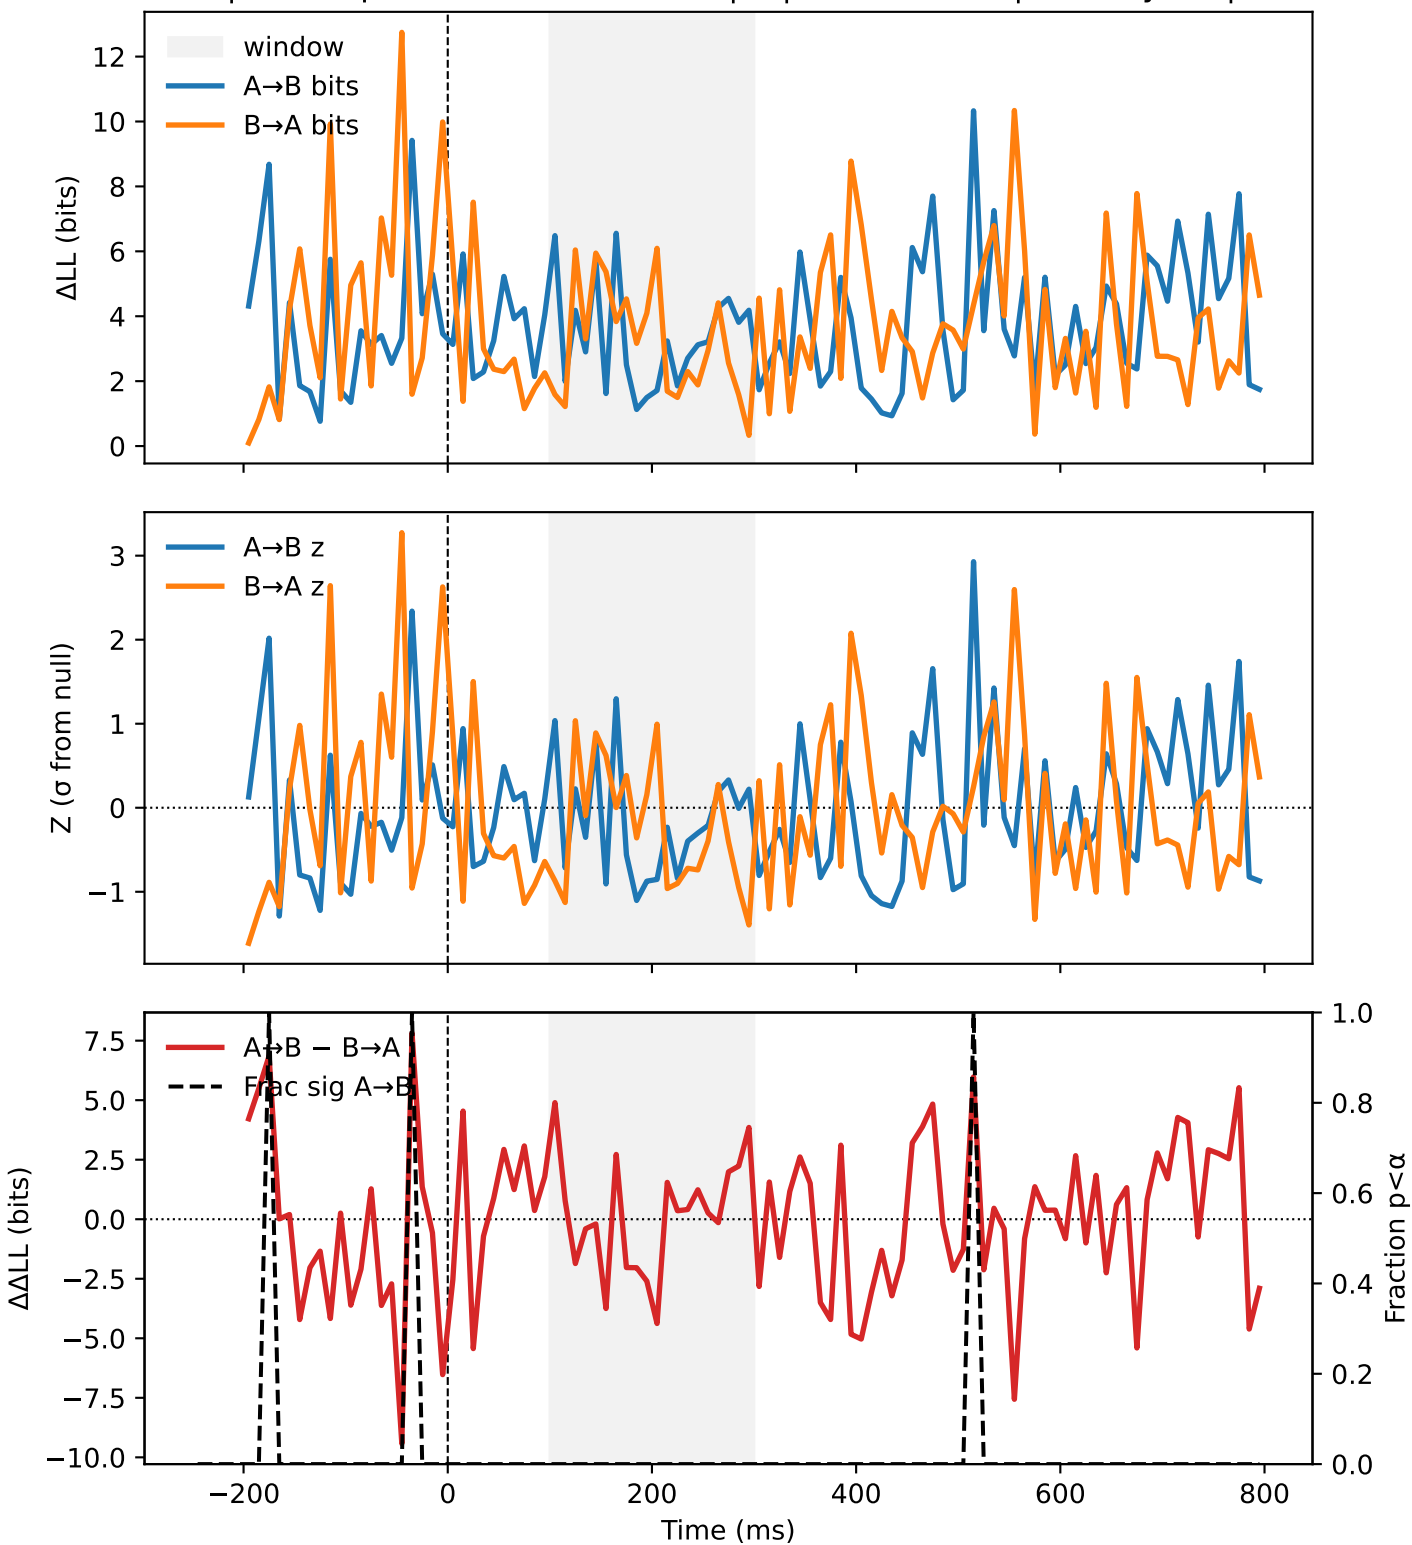 window
A→B bits
B→A bits
ΔLL (bits)
12
10
8
6
4
2
0
A→B z
B→A z
Z (σ from null)
3
2
1
0
−1
A→B − B→A
Frac sig A→B
ΔΔLL (bits)
7.5
5.0
2.5
0.0
−2.5
−5.0
−7.5
−10.0
1.0
0.8
0.6
0.4
0.2
0.0
Fraction p<α
−200
0
200
400
600
800
Time (ms)